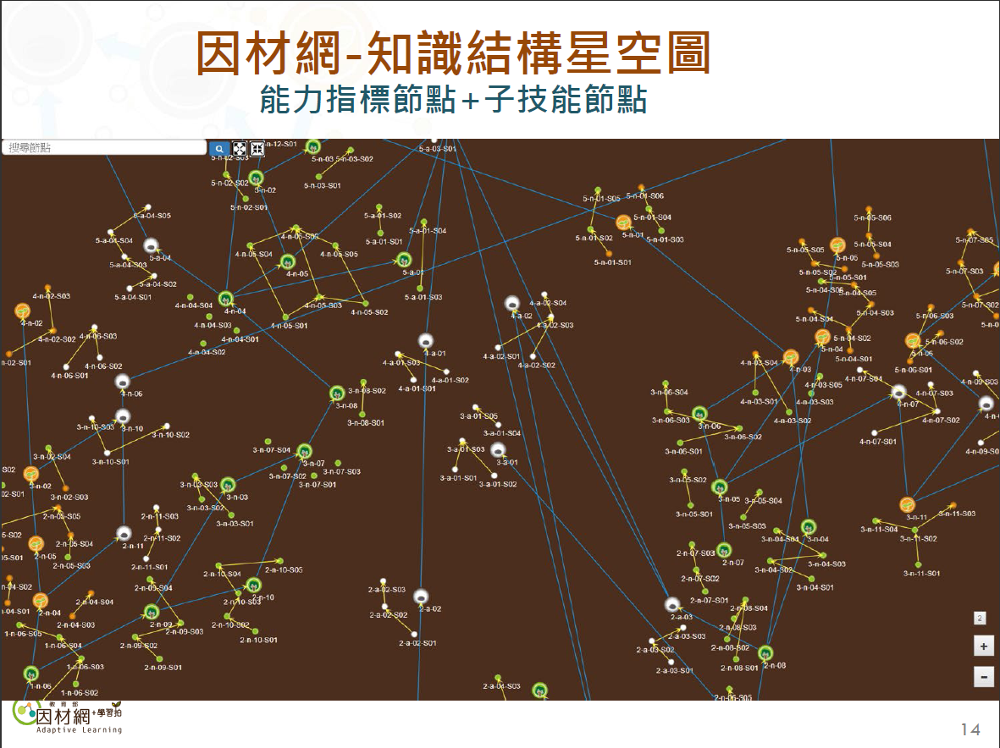 因材網-知識結構星空圖
能力指標節點+子技能節點
搜尋節點
n-12-S01
5-a-03-S01
5-n-02-S03
5-n-03
5-n-03-S02
5-n-02-S02
5-n-02
5-n-03-S01
5-n-02-S01
5-n-01-S05
5-n-01-S06
5-a-04-S05
5-a-01-S02
5-n-01-S04
5-n-05-S06
5-a-04-S04
4-n-05-S06
5-a-01-S04
5-n-01
5-n-01-S02
5-n-01-S03
5-a-01-S01
5-n-05-S04
5-n-07-S05
5-a-04
4-n-05-S04
4-n-05-S05
5-n-05-S05
5-n-05
5-a-04-S03
5-n-01-S01
5-n-05-S03
4-n-05
5-a-01
5-n-05-S02
5-n-05-S01
5-n-07-S03
5-a-04-S02
4-n-02-S03
5-a-04-S01
4-n-04-S04
4-n-04
4-n-05-S03
5-a-01-S03
4-a-02-S04
5-n-04-S05
5-n-07-S02
4-n-02
4-n-04-S03
4-n-05-S01
4-n-05-S02
4-a-02
4-a-02-S03
5-n-04-S04
5-n-04-S03
5-n-06-S03
4-n-02-S02
4-n-06-S03
4-n-04-S01
4-n-04-S02
4-a-01
5-n-04-S02
5-n-04
5-n-06
5-n-06-S02
n-02-S01
4-n-06-S02
4-n-06-S01
4-a-01-S03
4-a-02-S01
4-a-02-S02
4-n-03-S04
5-n-04-S01
5-n-06-S01
4-a-01-S02
4-a-01-S01
4-n-07-S04
4-n-09-S03
4-n-06
3-n-08-S02
3-n-08
3-n-06-S04
4-n-03-S05
4-n-03-S01
4-n-03-S03
4-n-07
4-n-07-S03
3-n-10-S03
3-n-10
3-n-10-S02
3-n-08-S01
3-a-01-S05
3-n-06-S03
3-n-06
4-n-03-S02
4-n-07-S02
3-a-01-S04
3-n-06-S02
4-n-07-S01
3-n-02-S04
3-n-10-S01
3-n-07-S04
3-n-07
3-a-01-S03
3-a-01
3-n-06-S01
4-n-09-S0
3-n-07-S03
3-n-02
3-n-07-S02
3-n-07-S01
3-a-01-S01
3-a-01-S02
3-n-05-S02
3-n-02-S03
3-n-03-S03
3-n-03
3-n-05
3-n-05-S04
3-n-03-S02
3-n-03-S01
3-n-05-S01
3-n-05-S03
3-n-11
3-n-11-S03
2-n-05-S05
2-n-11-S03
3-n-11-S04
2-n-11
2-n-11-S02
3-n-04-S04
3-n-04
3-n-11-S02
2-n-05
2-n-05-S04
2-n-05-S03
2-n-11-S01
2-n-07-S03
2-n-07
3-n-04-S03
3-n-04-S02
3-n-11-S01
2-n-10-S04
2-n-10-S05
2-n-07-S02
3-n-04-S01
2-n-09-S04
2-n-10
2-a-02-S03
2-a-02
2-n-07-S01
2-n-04
2-n-04-S04
2-n-10-S03
2-a-03
2-n-08-S04
2-n-04-S03
2-n-09
2-n-09-S03
2-n-10-S02
2-a-02-S02
2-n-08-S03
1-n-06-S05
2-n-10-S01
2-a-02-S01
2-a-03-S03
1-n-06-S04
2-n-09-S02
2-a-03-S02
2-n-08-S02
1-n-06-S03
2-n-09-S01
2-a-03-S01
2-n-08-S01
2-n-08
1-n-06
1-n-06-S02
2-a-04-S03
2-n-06-S05
2
+
-
教育部
因材網+學習拍
Adaptive Learning
14